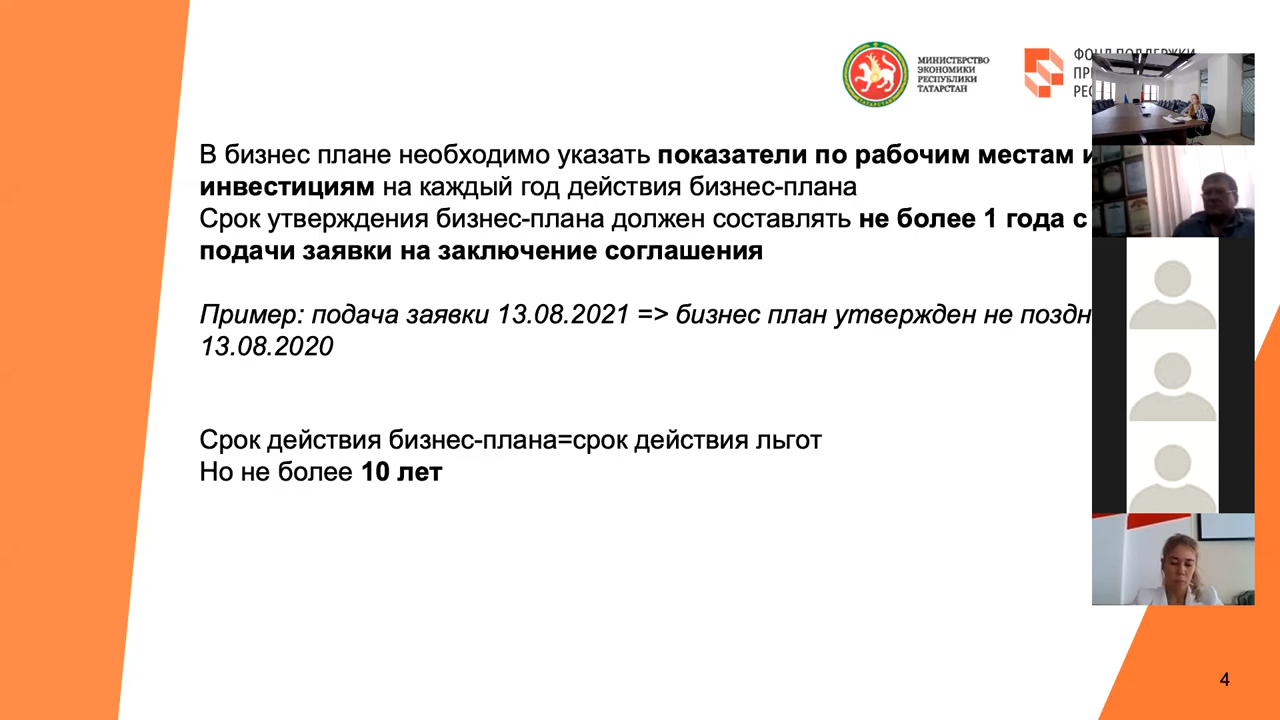 МИНИСТЕРСТВО
ЭКОНОМИКИ
РЕСПУБЛИКИ
ТАТАРСТАН
ТАТАРСТАН
В бизнес плане необходимо указать показатели по рабочим местам и
инвестициям на каждый год действия бизнес-плана
Срок утверждения бизнес-плана должен составлять не более 1 года с
подачи заявки на заключение соглашения
Пример: подача заявки 13.08.2021 => бизнес план утвержден не
13.08.2020
Срок действия бизнес-плана=срок действия льгот
Но не более 10 лет
4